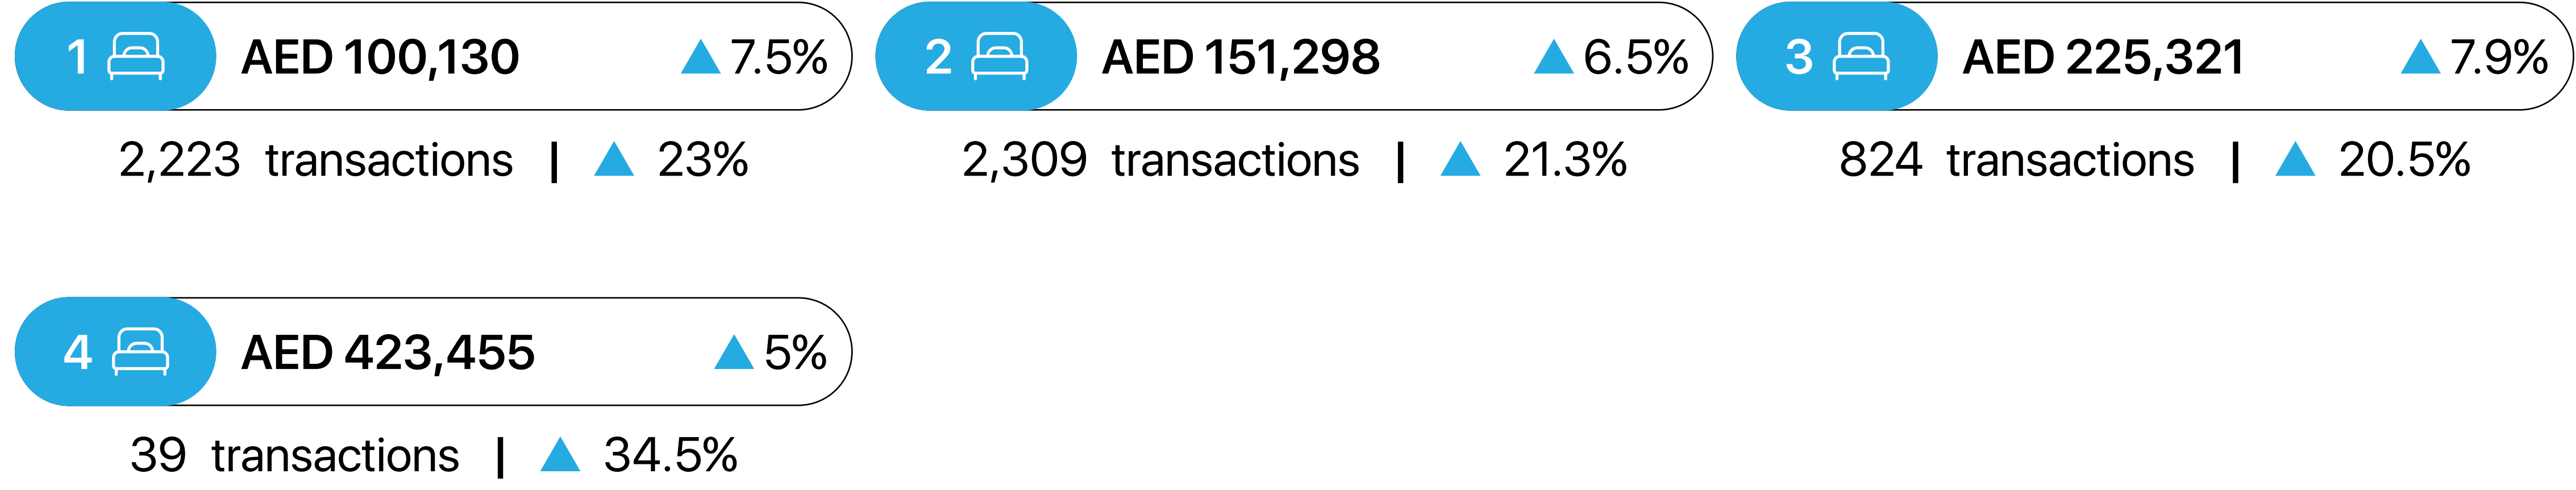 1 AED 100,130 ▲ 7.5%
2,223 transactions | ▲ 23%
2 AED 151,298 ▲ 6.5%
2,309 transactions | ▲ 21.3%
3 AED 225,321 ▲ 7.9%
824 transactions | ▲ 20.5%
4 AED 423,455 ▲ 5%
39 transactions | ▲ 34.5%